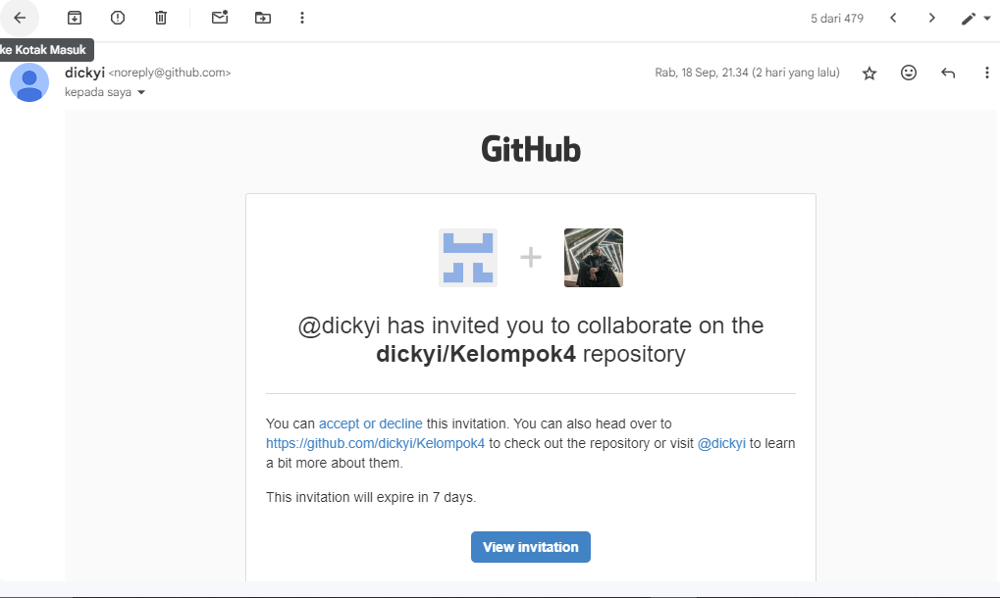 5 dari 479
ke Kotak Masuk
dickyi <noreply@github.com>
Rab, 18 Sep, 21.34 (2 hari yang lalu)
kepada saya
GitHub
@dickyi has invited you to collaborate on the
dickyi/Kelompok4 repository
You can accept or decline this invitation. You can also head over to
https://github.com/dickyi/Kelompok4 to check out the repository or visit @dickyi to learn
a bit more about them.
This invitation will expire in 7 days.
View invitation